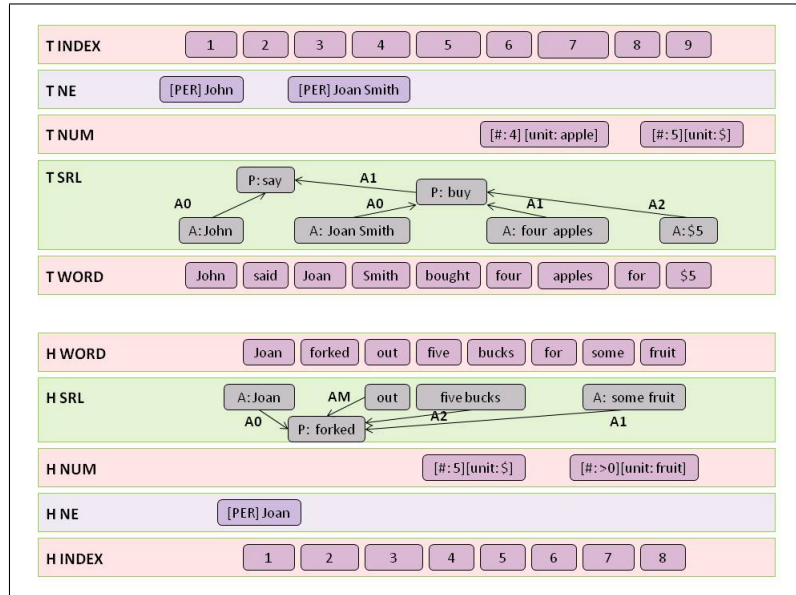 T INDEX 1 2 3 4 5 6 7 8 9
T NE [PER] John [PER] Joan Smith
T NUM [#: 4] [unit: apple] [#: 5][unit: $]
T SRL P: say A1 P: buy
A0 A0 A1 A2
A: John A: Joan Smith A: four apples A: $5
T WORD John said Joan Smith bought four apples for $5
H WORD Joan forked out five bucks for some fruit
H SRL A: Joan AM out five bucks A: some fruit
A0 P: forked A2 A1
H NUM [#: 5][unit: $] [#: >0][unit: fruit]
H NE [PER] Joan
H INDEX 1 2 3 4 5 6 7 8